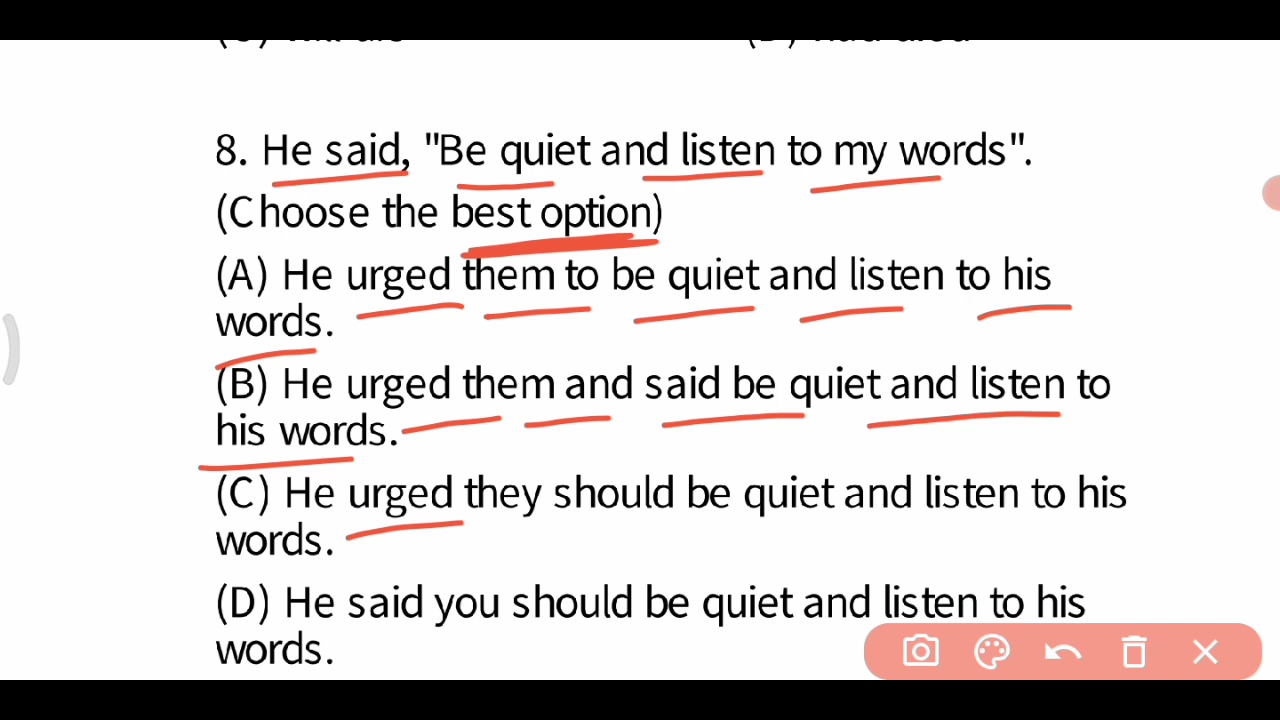 8. He said, "Be quiet and listen to my words".
(Choose the best option)
(A) He urged them to be quiet and listen to his
words.
(B) He urged them and said be quiet and listen to
his words.
(C) He urged they should be quiet and listen to his
words.
(D) He said you should be quiet and listen to his
words.